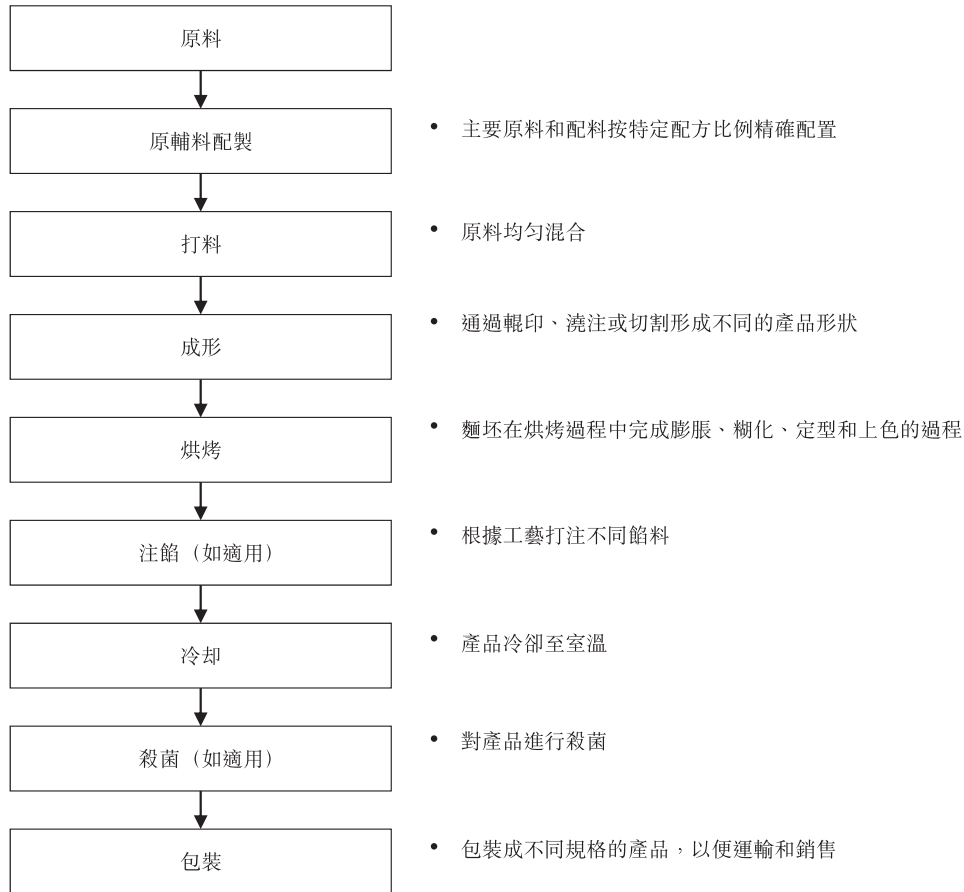 原料
原輔料配製
• 主要原料和配料按特定配方比例精確配置
打料
• 原料均勻混合
成形
• 通過輥印、澆注或切割形成不同的產品形狀
烘烤
• 麵坯在烘烤過程中完成膨脹、糊化、定型和上色的過程
注餡（如適用）
• 根據工藝打注不同餡料
冷却
• 產品冷卻至室溫
殺菌（如適用）
• 對產品進行殺菌
包裝
• 包裝成不同規格的產品，以便運輸和銷售